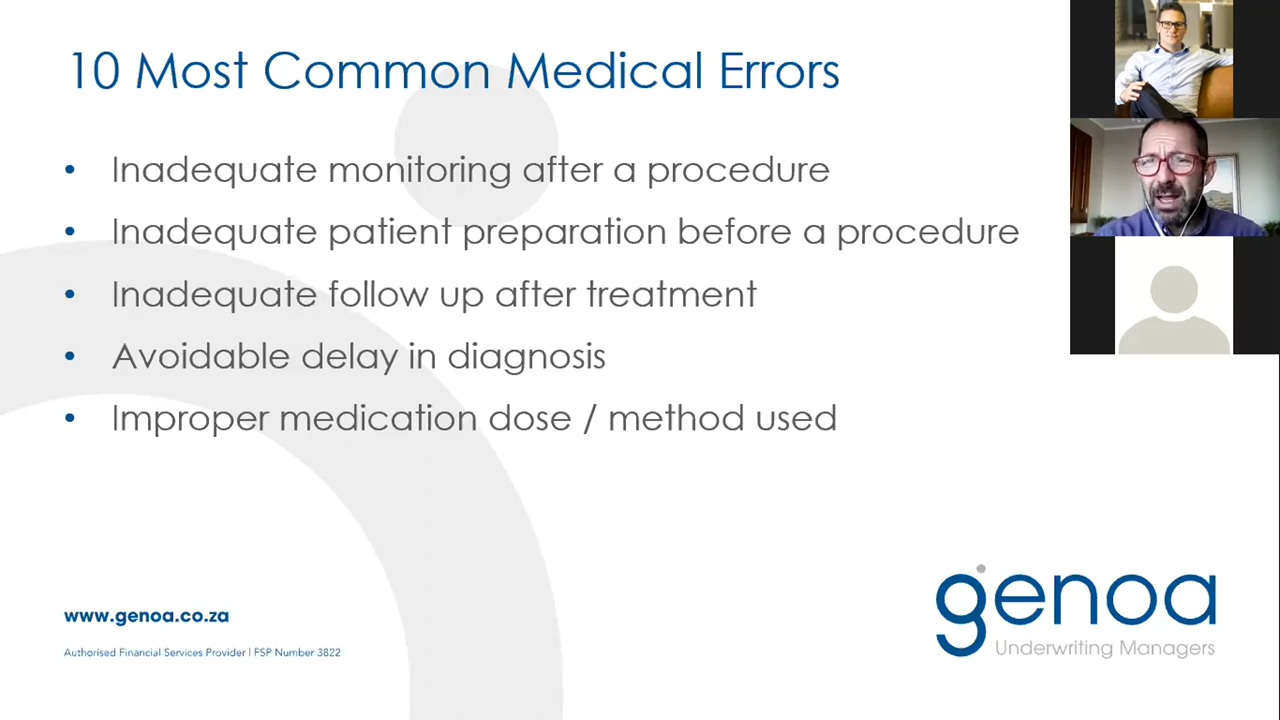 10 Most Common Medical Errors
• Inadequate monitoring after a procedure
• Inadequate patient preparation before a procedure
• Inadequate follow up after treatment
• Avoidable delay in diagnosis
• Improper medication dose / method used
www.genoa.co.za
Authorised Financial Services Provider | FSP Number 3822
genoa
Underwriting Managers